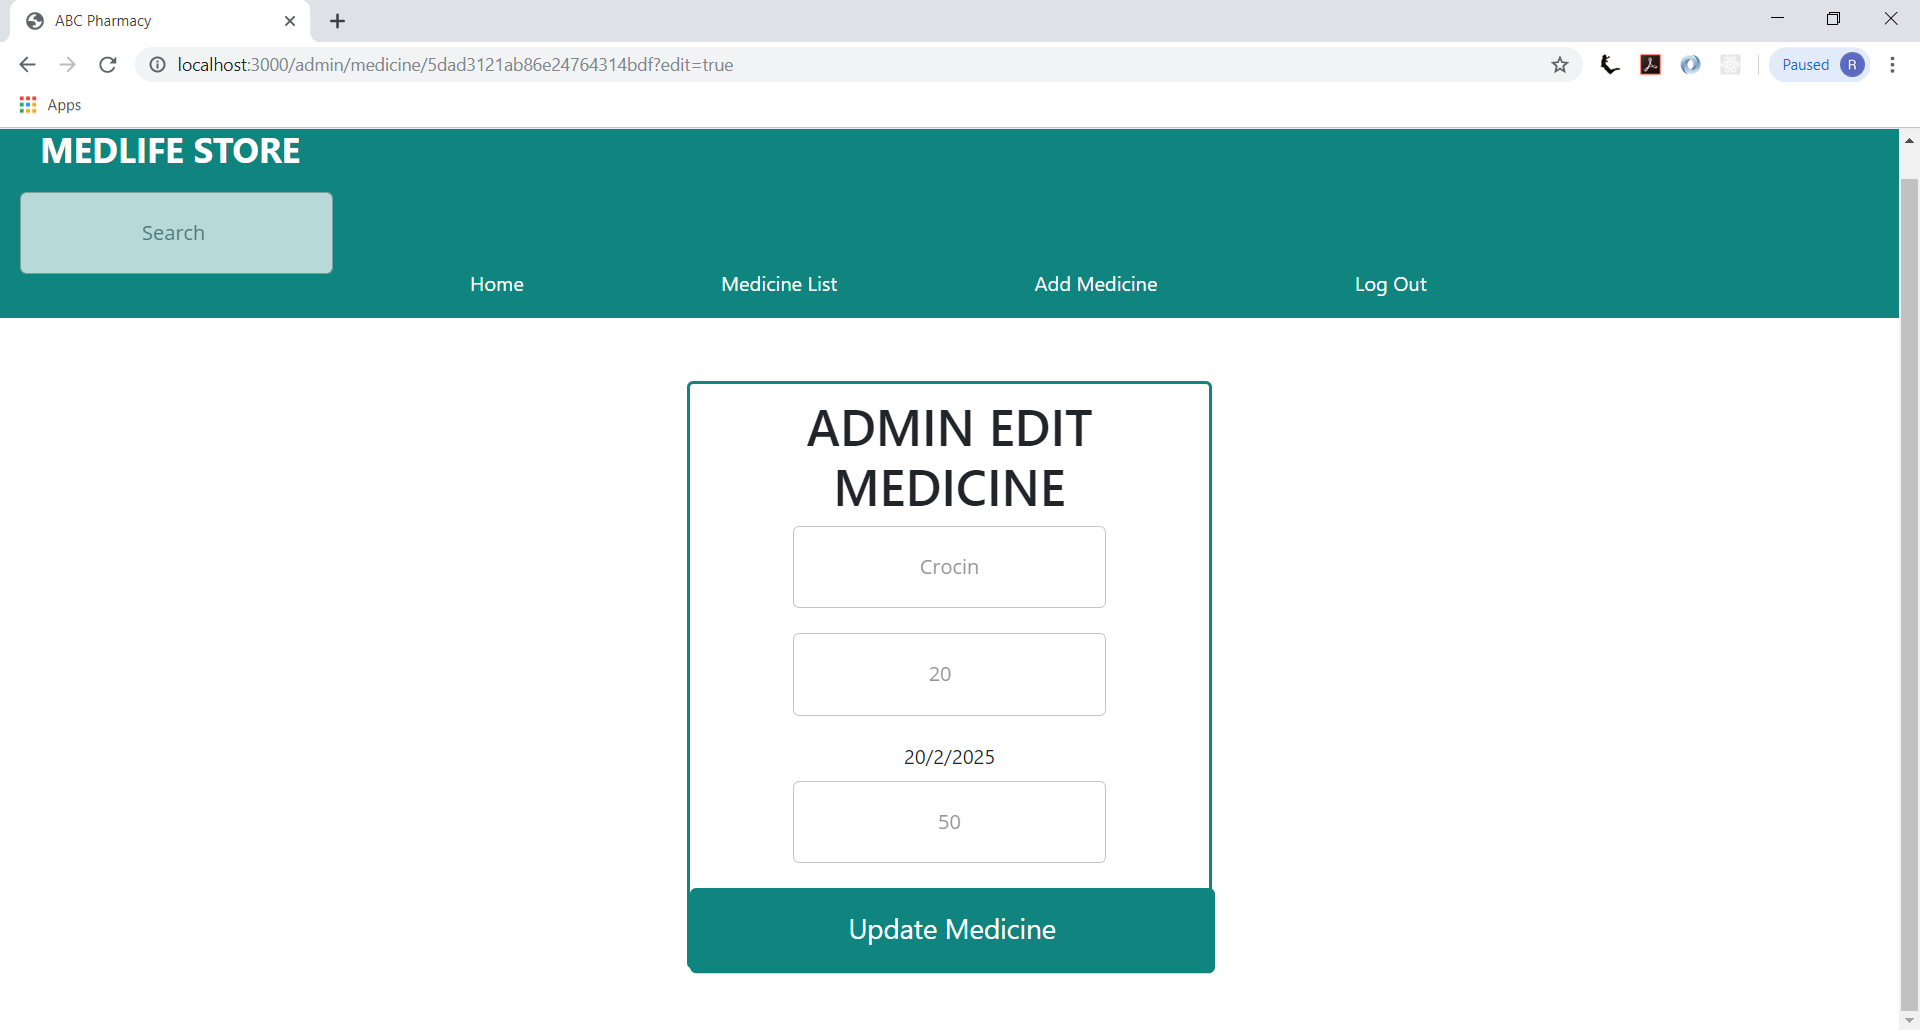 ABC Pharmacy
localhost:3000/admin/medicine/5dad3121ab86e24764314bdf?edit=true
Paused R
Apps
MEDLIFE STORE
Search
Home Medicine List Add Medicine Log Out
ADMIN EDIT
MEDICINE
Crocin
20
20/2/2025
50
Update Medicine